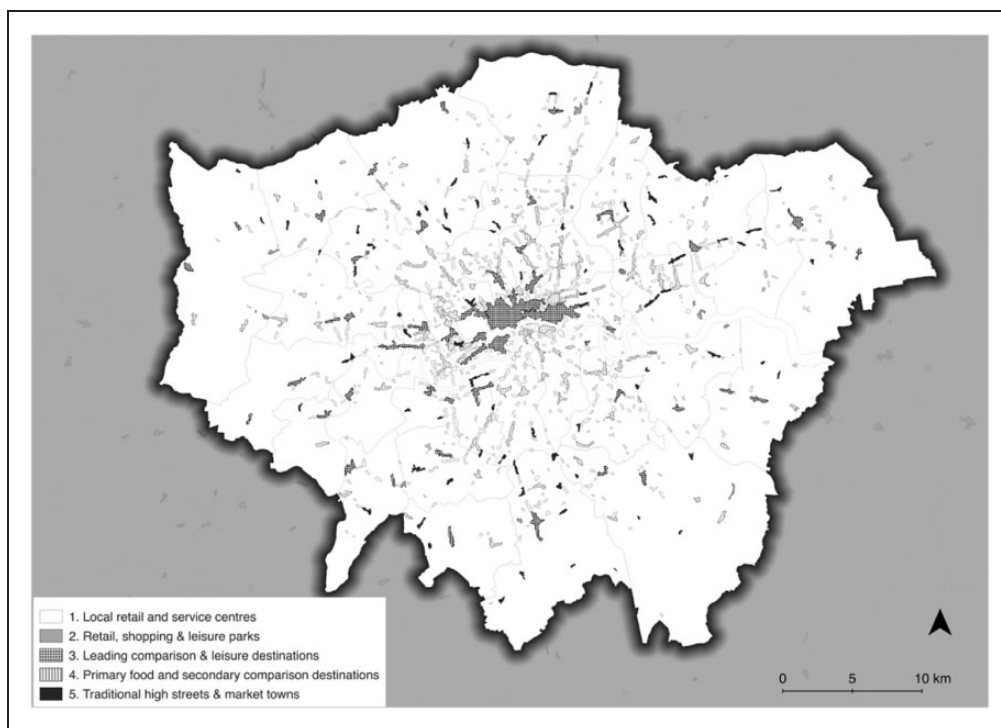 1. Local retail and service centres
2. Retail, shopping & leisure parks
3. Leading comparison & leisure destinations
4. Primary food and secondary comparison destinations
5. Traditional high streets & market towns
0 5 10 km